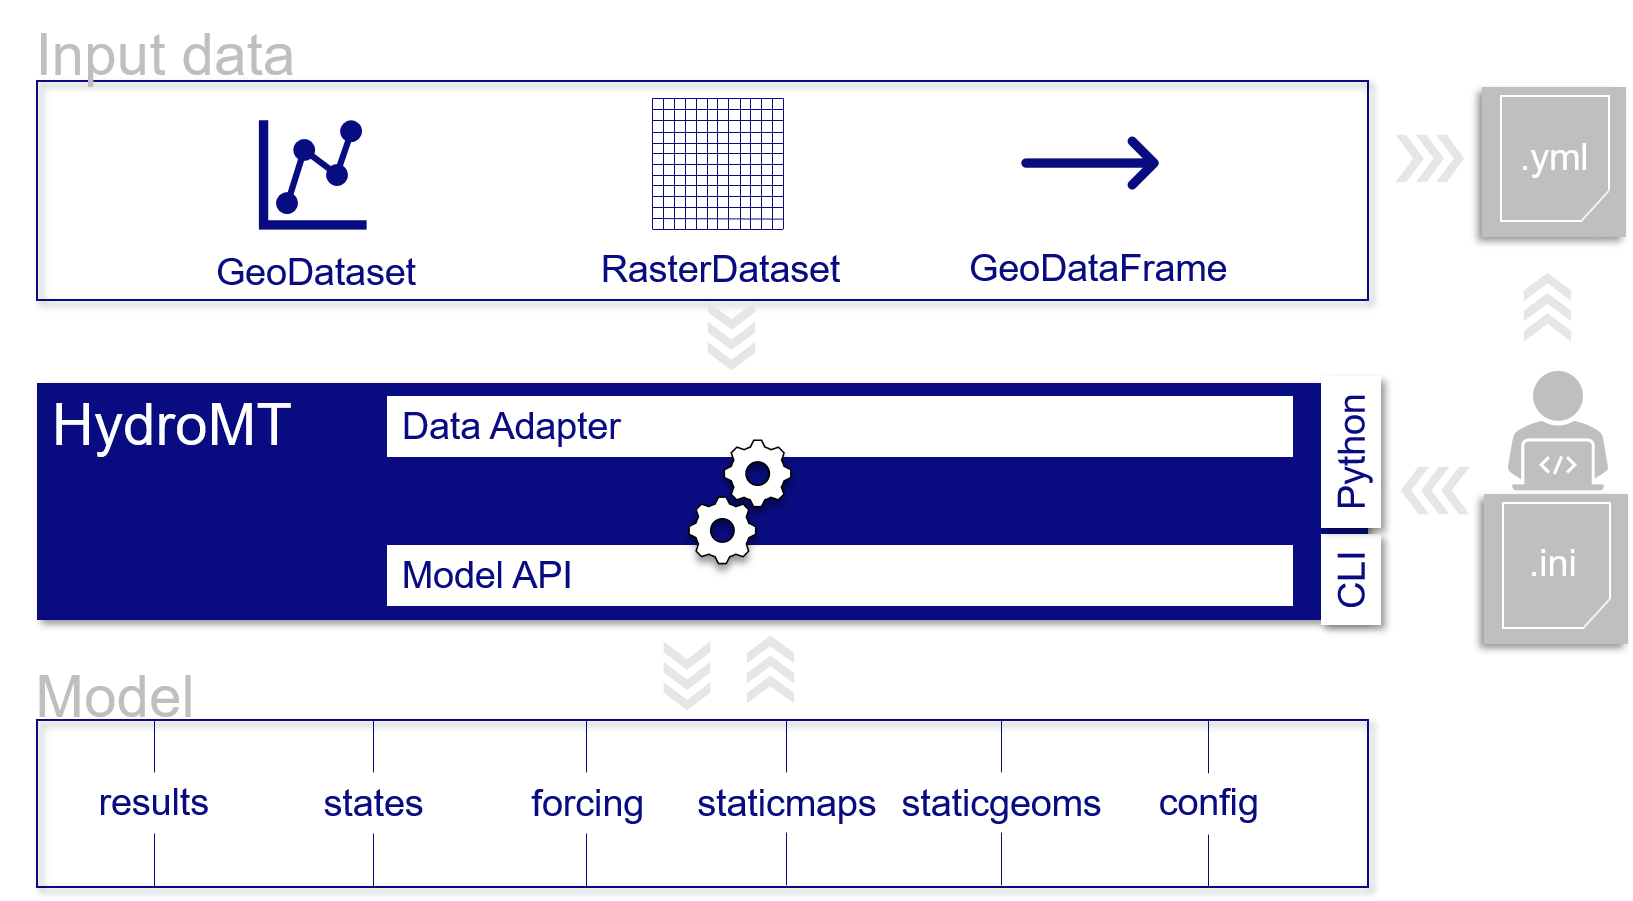 Input data
GeoDataset
RasterDataset
GeoDataFrame
.yml
HydroMT
Data Adapter
Model API
Python
CLI
</>
.ini
Model
results
states
forcing
staticmaps
staticgeoms
config